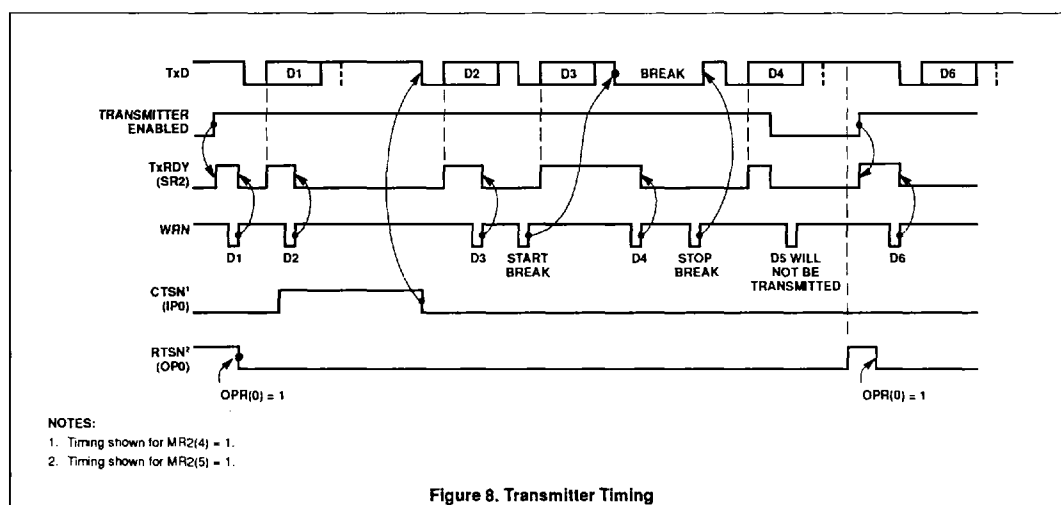 TxD D1 D2 D3 BREAK D4 D6
TRANSMITTER
ENABLED
TxRDY
(SR2)
WRN
D1 D2 D3 START
BREAK D4 STOP
BREAK D5 WILL
NOT BE
TRANSMITTED D6
CTSN¹
(IP0)
RTSN²
(OP0)
OPR(0) = 1 OPR(0) = 1
NOTES:
1. Timing shown for MR2(4) = 1.
2. Timing shown for MR2(5) = 1.
Figure 8. Transmitter Timing